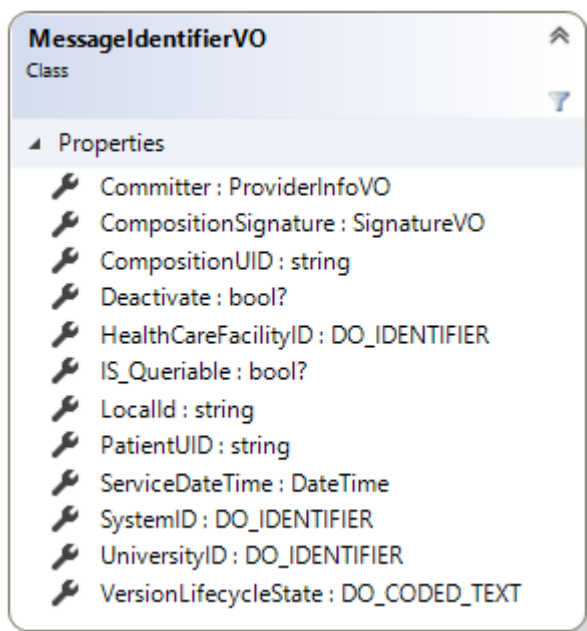 MessageIdentifierVO
Class
Properties
Committer : ProviderInfoVO
CompositionSignature : SignatureVO
CompositionUID : string
Deactivate : bool?
HealthCareFacilityID : DO_IDENTIFIER
IS_Queriable : bool?
LocalId : string
PatientUID : string
ServiceDateTime : DateTime
SystemID : DO_IDENTIFIER
UniversityID : DO_IDENTIFIER
VersionLifecycleState : DO_CODED_TEXT